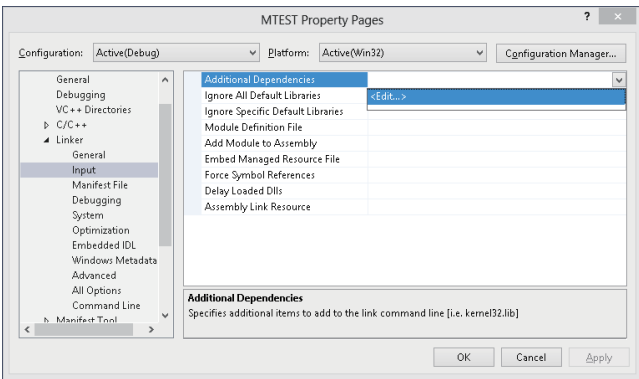 MTEST Property Pages
? ×
Configuration: Active(Debug) Platform: Active(Win32) Configuration Manager...
General
Debugging
VC++ Directories
C/C++
Linker
General
Input
Manifest File
Debugging
System
Optimization
Embedded IDL
Windows Metadata
Advanced
All Options
Command Line
Manifest Tool
Additional Dependencies
<Edit...>
Ignore All Default Libraries
Ignore Specific Default Libraries
Module Definition File
Add Module to Assembly
Embed Managed Resource File
Force Symbol References
Delay Loaded Dlls
Assembly Link Resource
Additional Dependencies
Specifies additional items to add to the link command line [i.e. kernel32.lib]
OK Cancel Apply